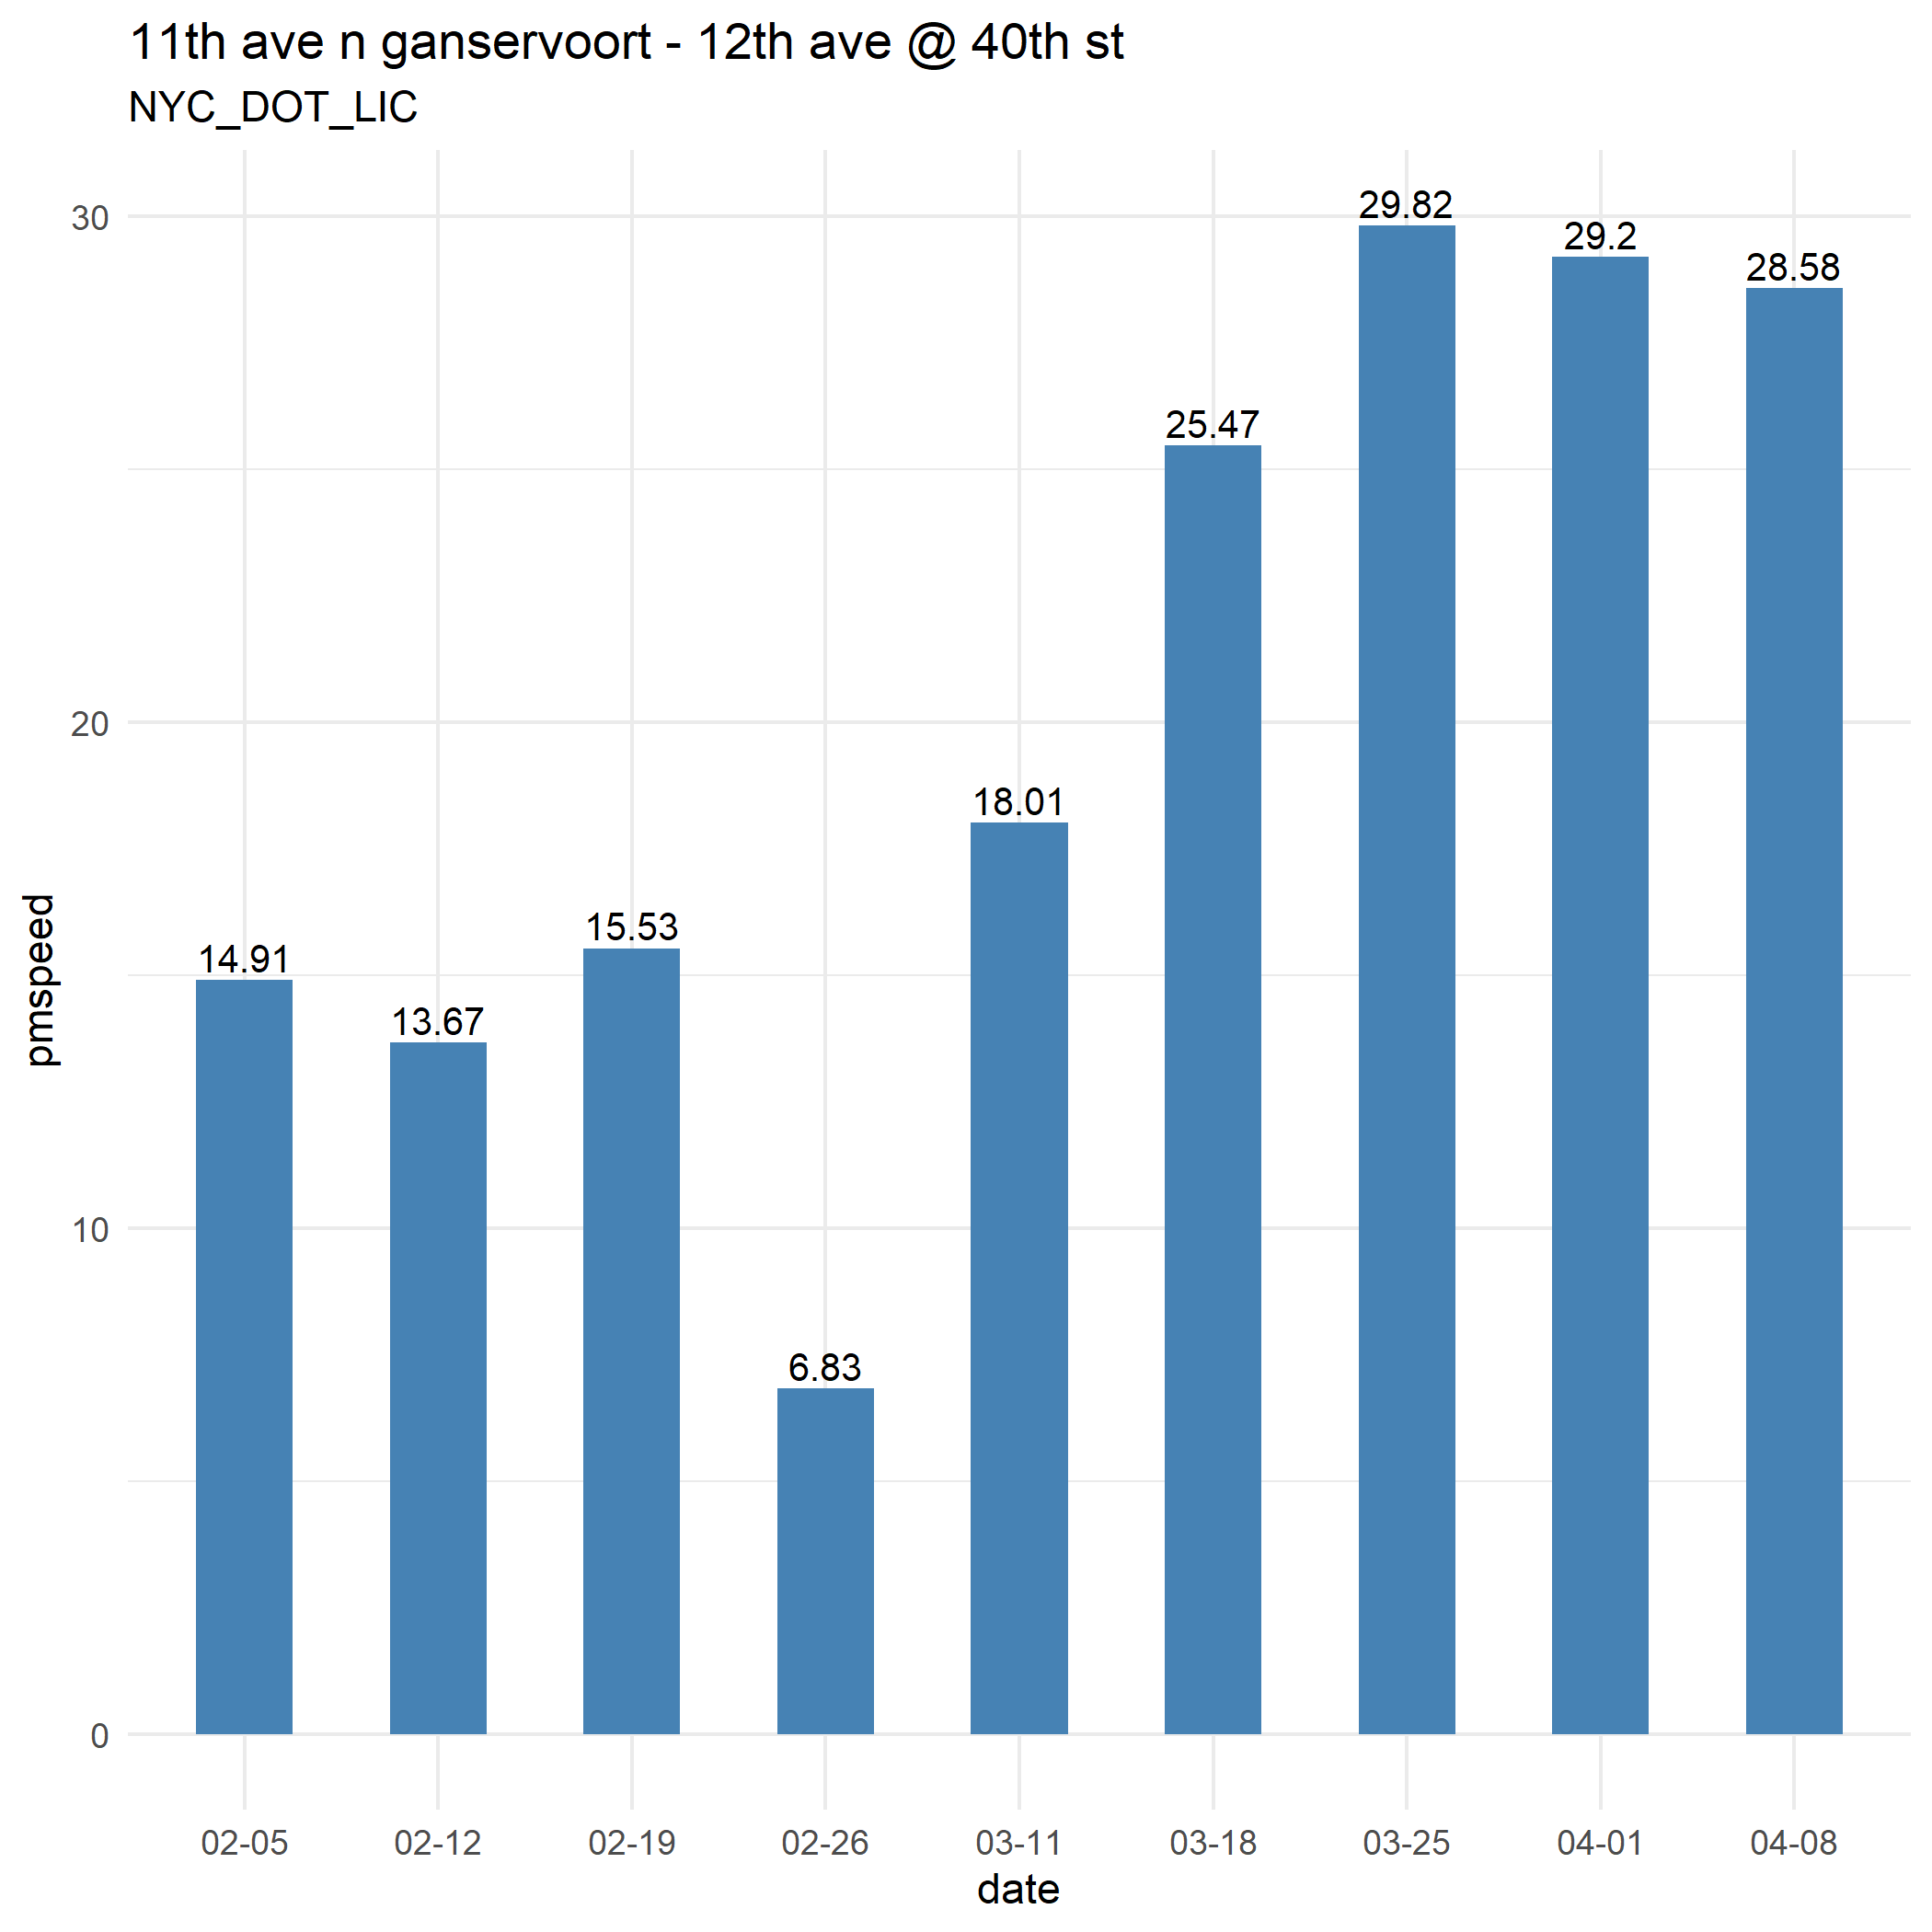 11th ave n ganservoort - 12th ave @ 40th st
NYC_DOT_LIC
30
20
10
0
pmspeed
14.91
13.67
15.53
6.83
18.01
25.47
29.82
29.2
28.58
02-05 02-12 02-19 02-26 03-11 03-18 03-25 04-01 04-08
date